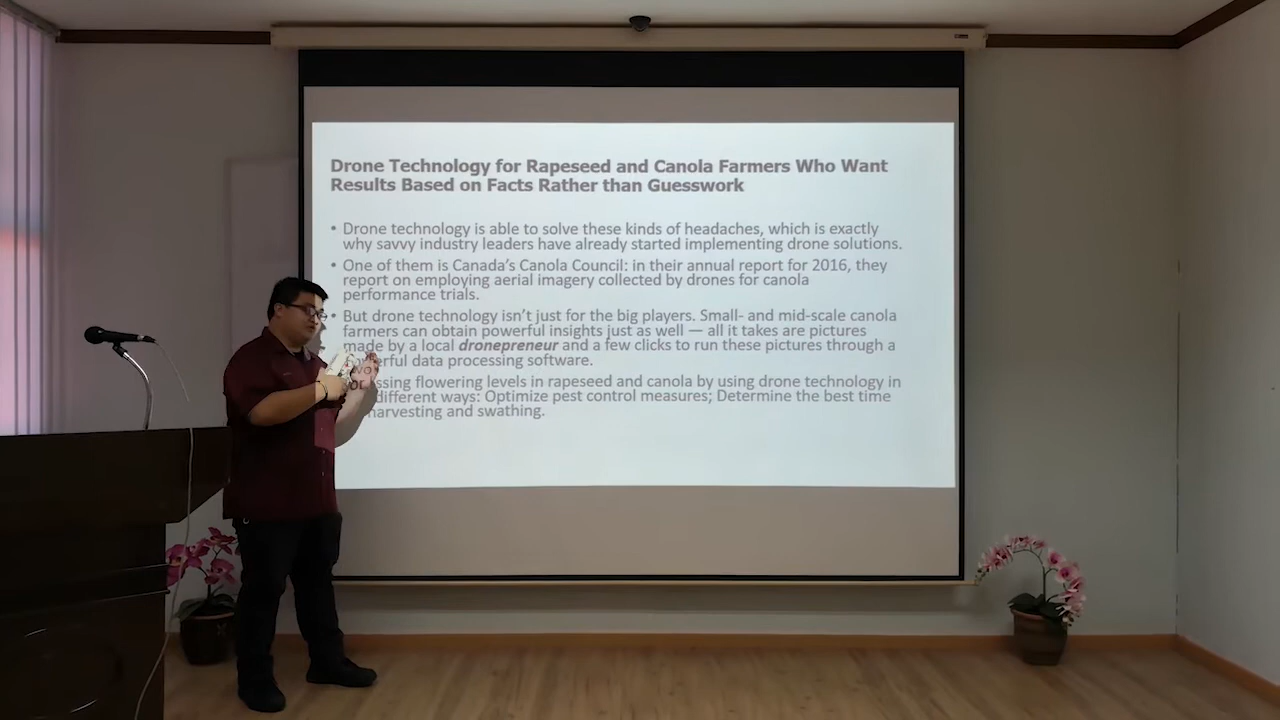 Drone Technology for Rapeseed and Canola Farmers Who Want
Results Based on Facts Rather than Guesswork
• Drone technology is able to solve these kinds of headaches, which is exactly
why savvy industry leaders have already started implementing drone solutions.
• One of them is Canada's Canola Council: in their annual report for 2016, they
report on employing aerial imagery collected by drones for canola
performance trials.
• But drone technology isn't just for the big players. Small- and mid-scale canola
farmers can obtain powerful insights just as well — all it takes are pictures
made by a local dronepreneur and a few clicks to run these pictures through a
powerful data processing software.
flowering levels in rapeseed and canola by using drone technology in
different ways: Optimize pest control measures; Determine the best time
harvesting and swathing.